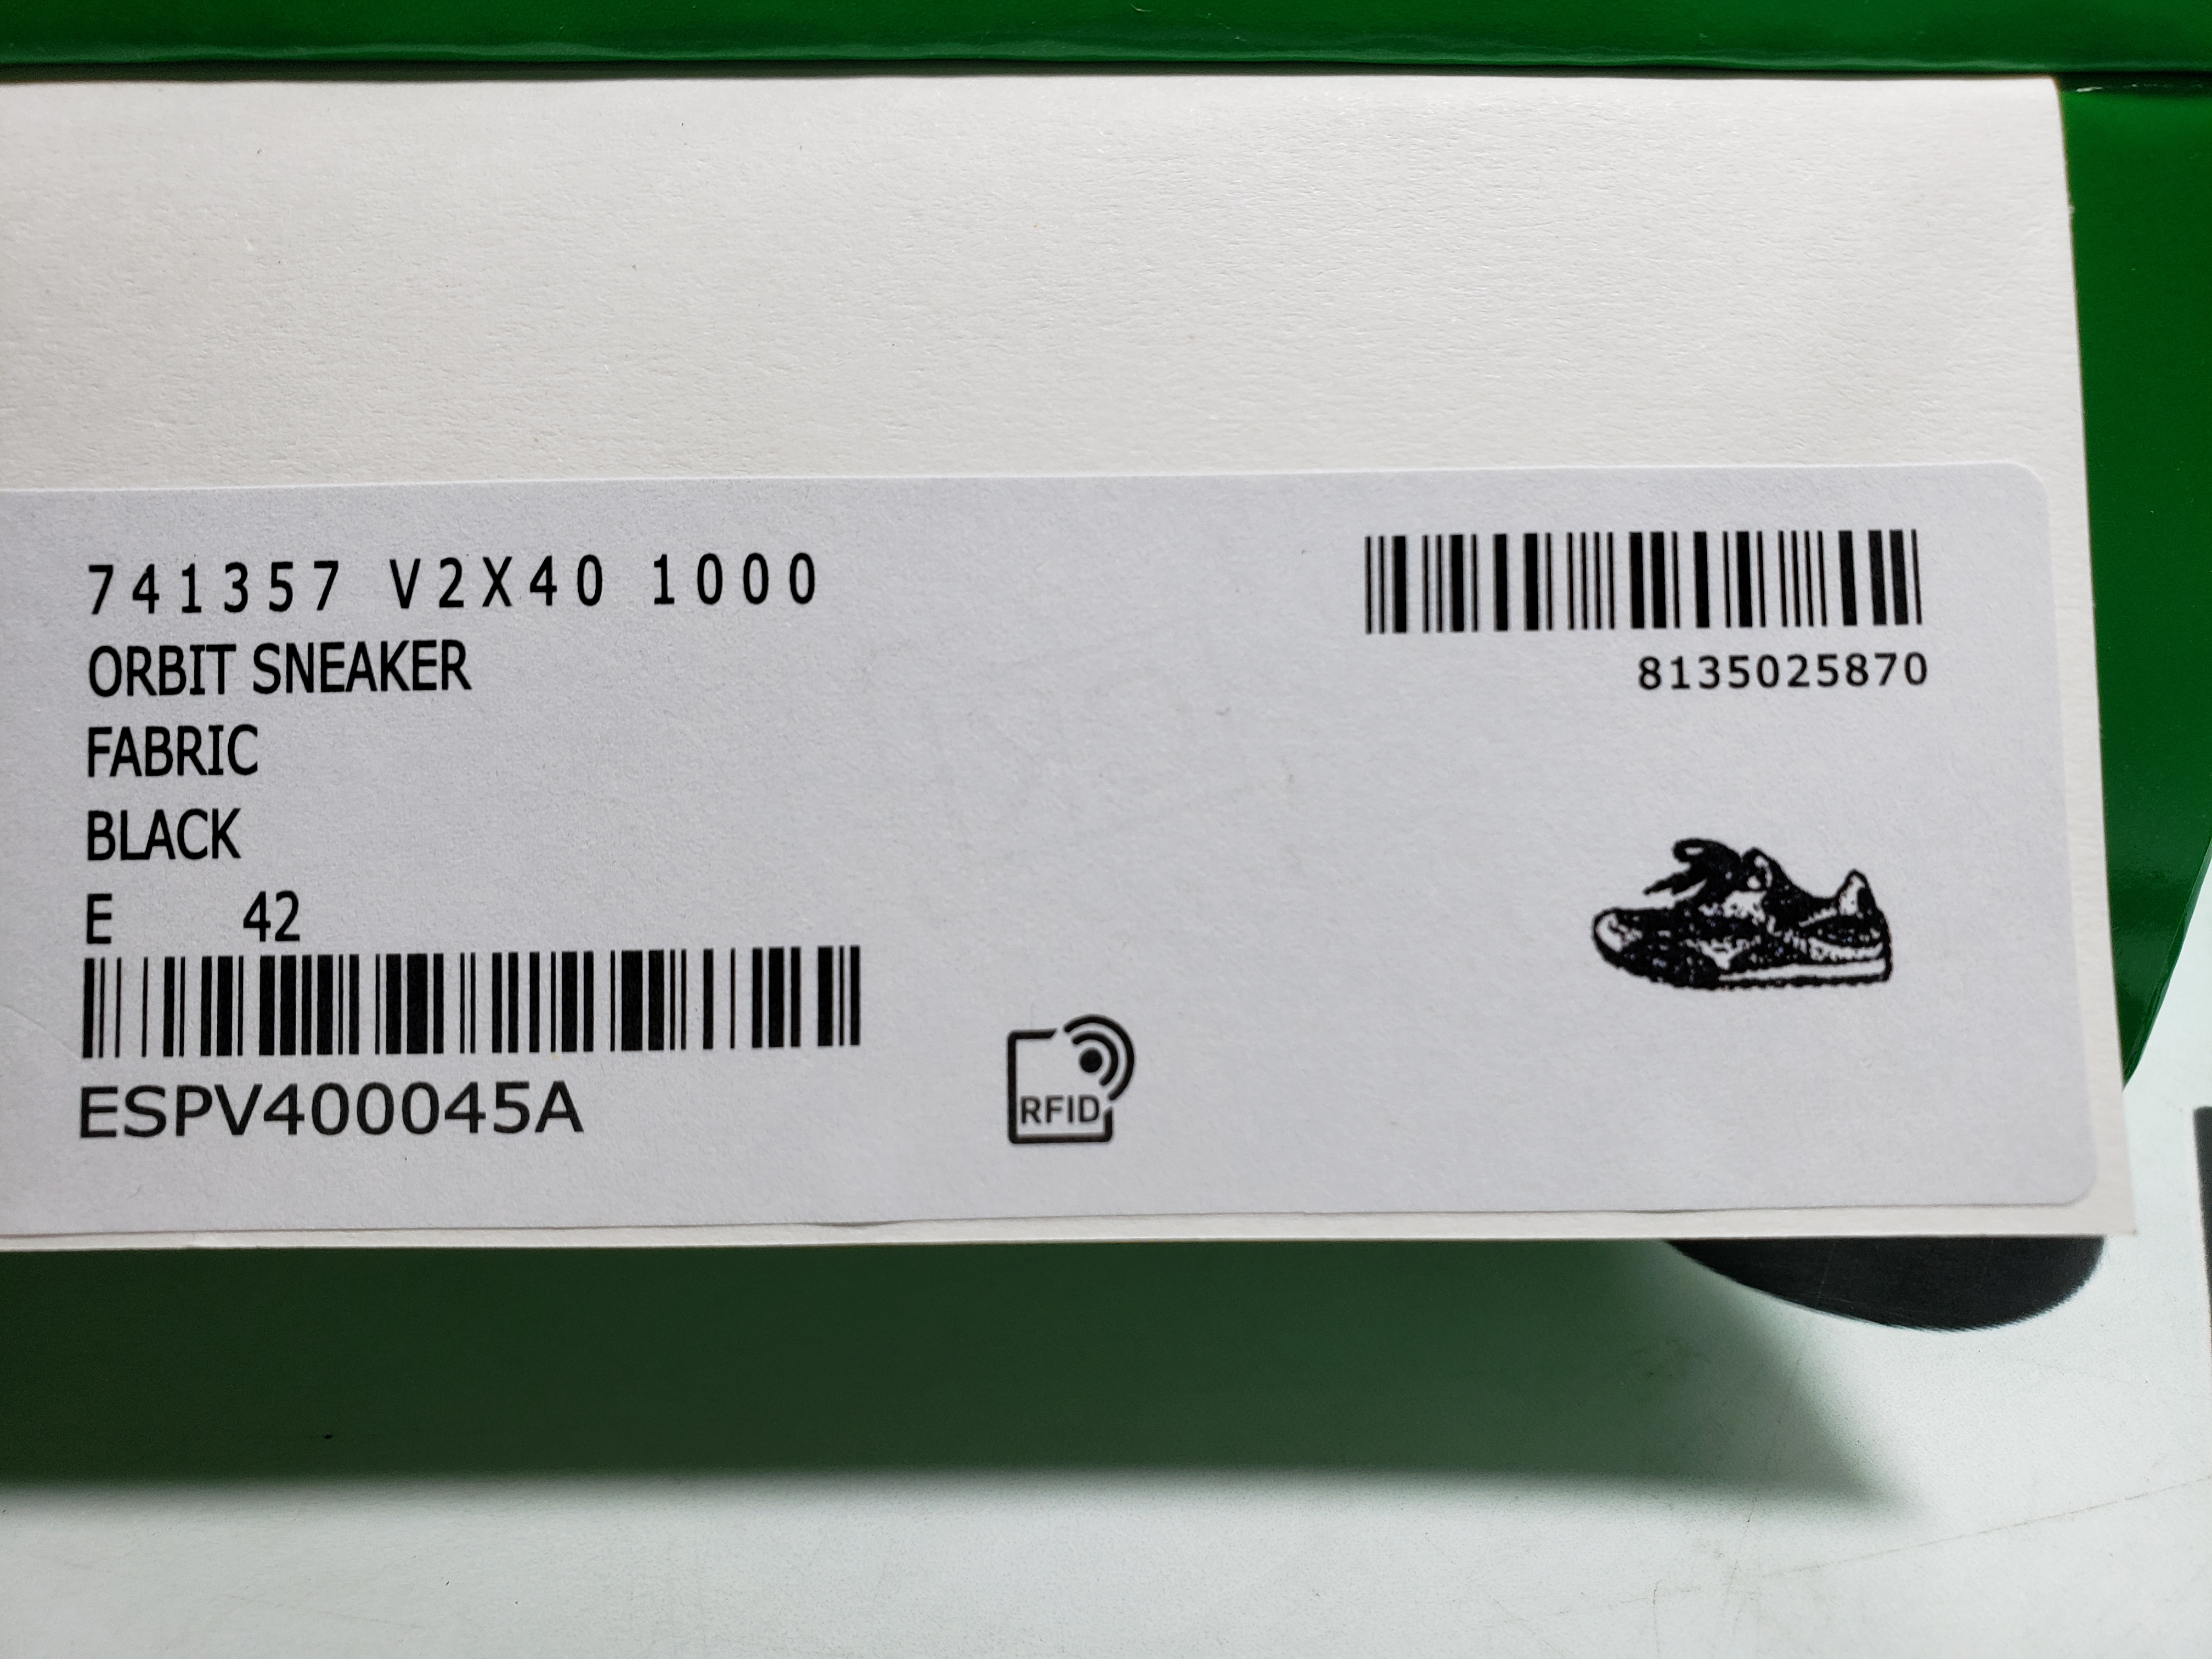 741357 V2X40 1000
8135025870
ORBIT SNEAKER
FABRIC
BLACK
E 42
ESPV400045A
RFID